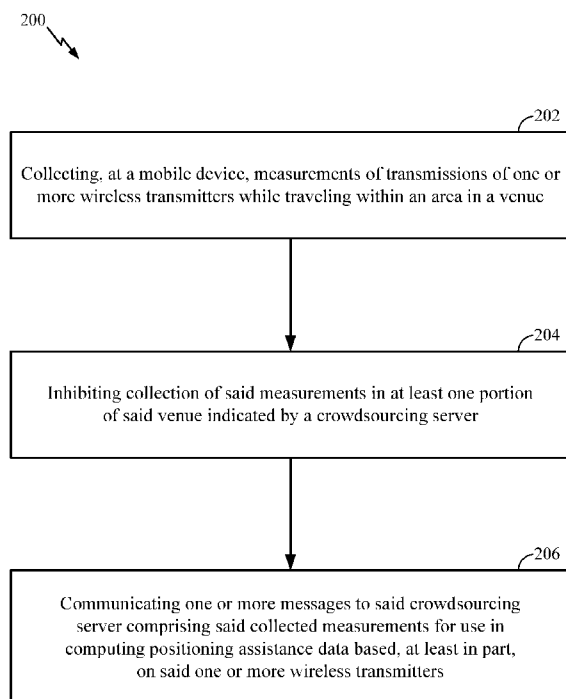 200
202
Collecting, at a mobile device, measurements of transmissions of one or
more wireless transmitters while traveling within an area in a venue
204
Inhibiting collection of said measurements in at least one portion
of said venue indicated by a crowdsourcing server
206
Communicating one or more messages to said crowdsourcing
server comprising said collected measurements for use in
computing positioning assistance data based, at least in part,
on said one or more wireless transmitters